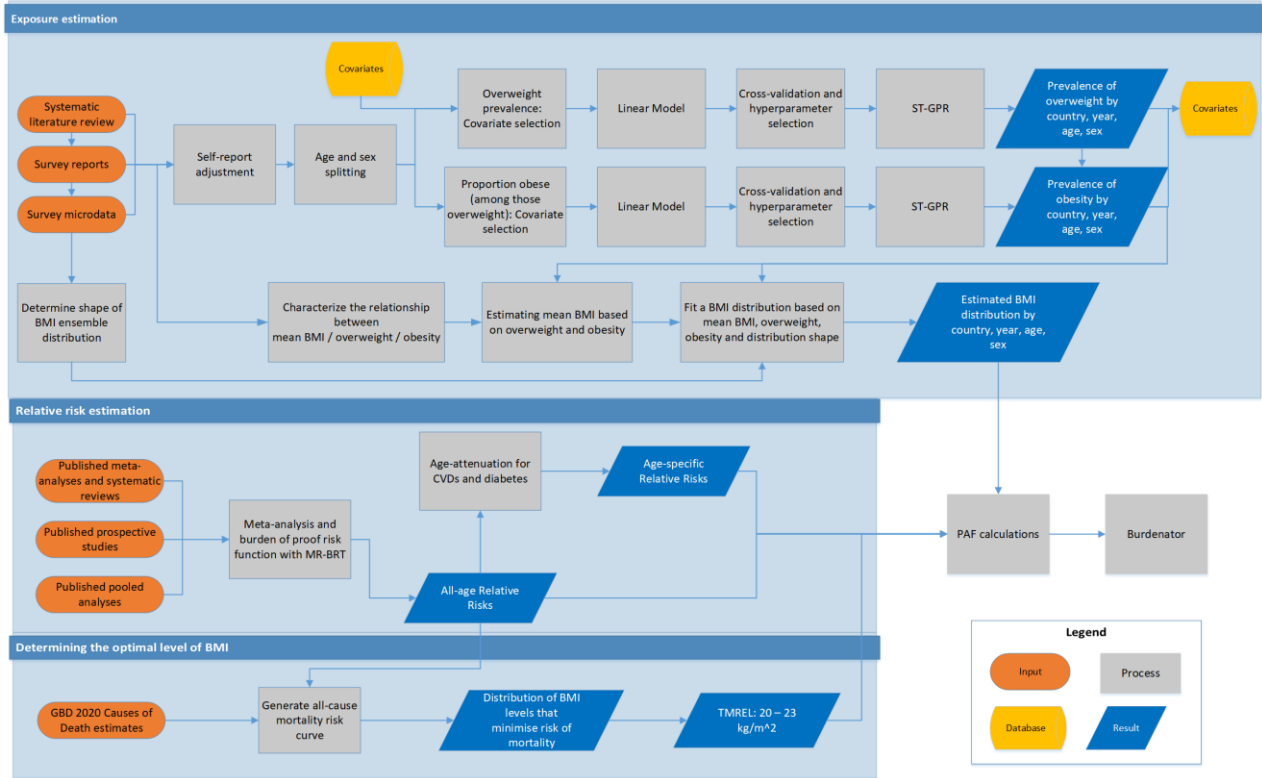 Exposure estimation
Covariates
Systematic
literature review
Survey reports
Survey microdata
Self-report
adjustment
Age and sex
splitting
Overweight
prevalence:
Covariate selection
Linear Model
Cross-validation and
hyperparameter
selection
ST-GPR
Prevalence of
overweight by
country, year,
age, sex
Covariates
Proportion obese
(among those
overweight): Covariate
selection
Linear Model
Cross-validation and
hyperparameter
selection
ST-GPR
Prevalence of
obesity by
country, year,
age, sex
Determine shape of
BMI ensemble
distribution
Characterize the relationship
between
mean BMI / overweight / obesity
Estimating mean BMI based
on overweight and obesity
Fit a BMI distribution based on
mean BMI, overweight,
obesity and distribution shape
Estimated BMI
distribution by
country, year, age,
sex
Relative risk estimation
Published meta-
analyses and systematic
reviews
Published prospective
studies
Published pooled
analyses
Meta-analysis and
burden of proof risk
function with MR-BRT
Age-attenuation for
CVDs and diabetes
Age-specific
Relative Risks
All-age Relative
Risks
PAF calculations
Burdenator
Determining the optimal level of BMI
GBD 2020 Causes of
Death estimates
Generate all-cause
mortality risk
curve
Distribution of BMI
levels that
minimise risk of
mortality
TMREL: 20 – 23
kg/m^2
Legend
Input
Process
Database
Result